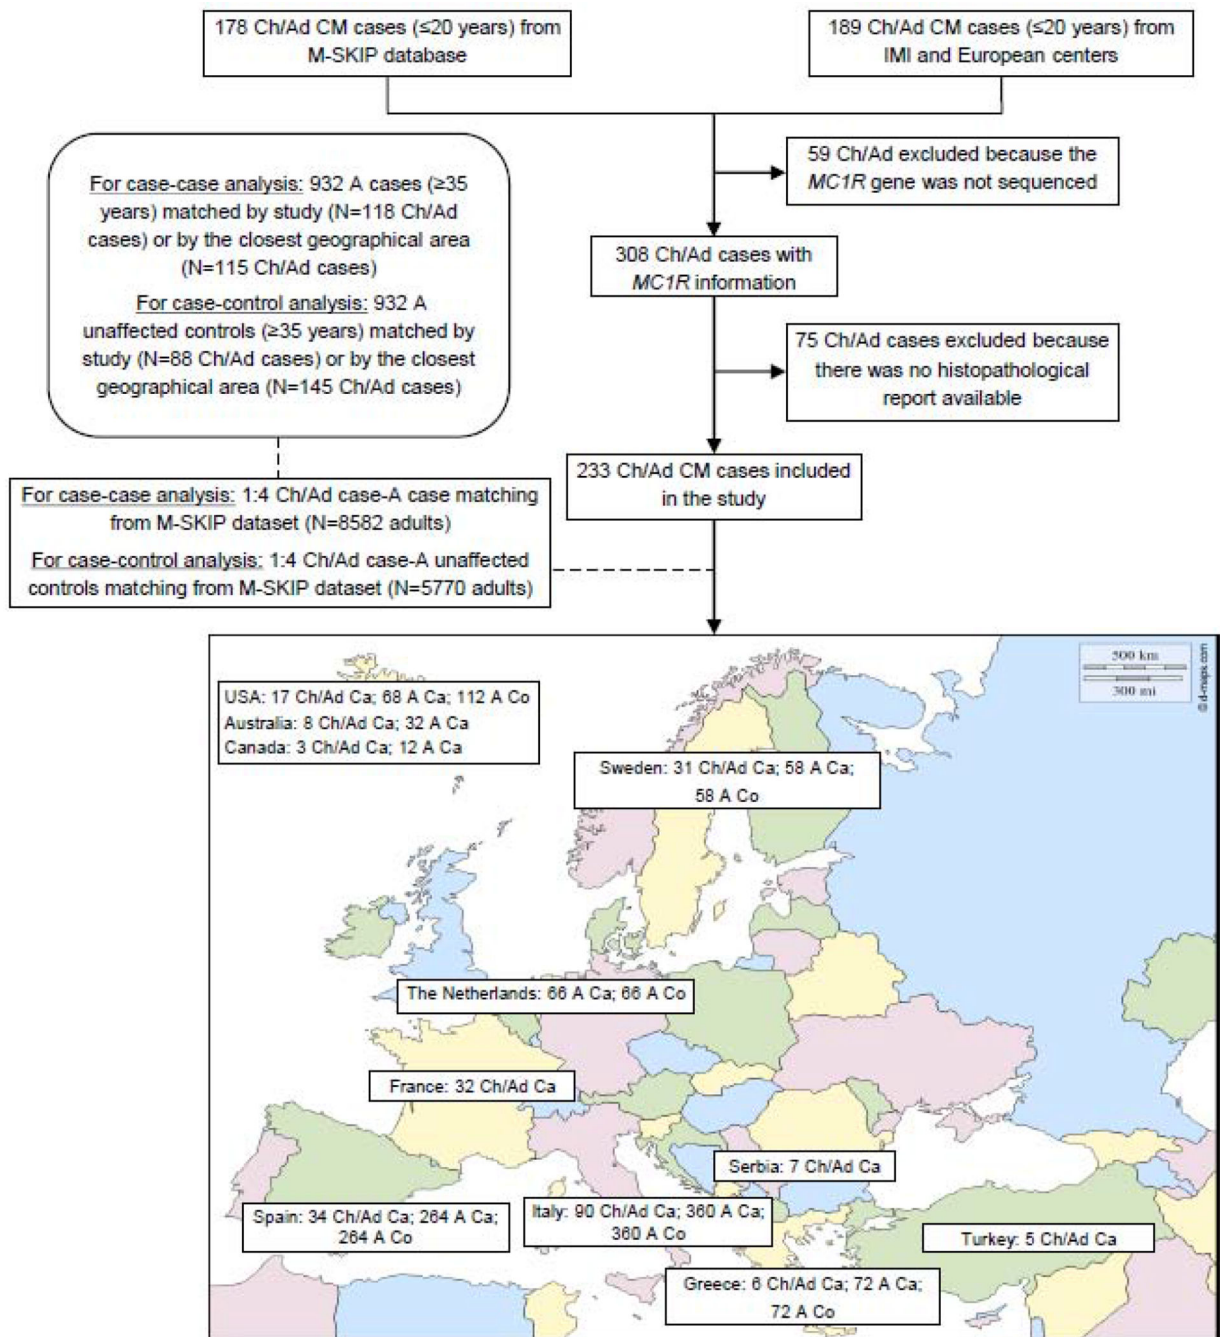 178 Ch/Ad CM cases (≤20 years) from
M-SKIP database
189 Ch/Ad CM cases (≤20 years) from
IMI and European centers
59 Ch/Ad excluded because the
MC1R gene was not sequenced
For case-case analysis: 932 A cases (≥35
years) matched by study (N=118 Ch/Ad
cases) or by the closest geographical area
(N=115 Ch/Ad cases)
For case-control analysis: 932 A
unaffected controls (≥35 years) matched by
study (N=88 Ch/Ad cases) or by the closest
geographical area (N=145 Ch/Ad cases)
308 Ch/Ad cases with
MC1R information
75 Ch/Ad cases excluded because
there was no histopathological
report available
233 Ch/Ad CM cases included
in the study
For case-case analysis: 1:4 Ch/Ad case-A case matching
from M-SKIP dataset (N=8582 adults)
For case-control analysis: 1:4 Ch/Ad case-A unaffected
controls matching from M-SKIP dataset (N=5770 adults)
500 km
300 mi
© d-maps.com
USA: 17 Ch/Ad Ca; 68 A Ca; 112 A Co
Australia: 8 Ch/Ad Ca; 32 A Ca
Canada: 3 Ch/Ad Ca; 12 A Ca
Sweden: 31 Ch/Ad Ca; 58 A Ca;
58 A Co
The Netherlands: 66 A Ca; 66 A Co
France: 32 Ch/Ad Ca
Serbia: 7 Ch/Ad Ca
Spain: 34 Ch/Ad Ca; 264 A Ca;
264 A Co
Italy: 90 Ch/Ad Ca; 360 A Ca;
360 A Co
Turkey: 5 Ch/Ad Ca
Greece: 6 Ch/Ad Ca; 72 A Ca;
72 A Co